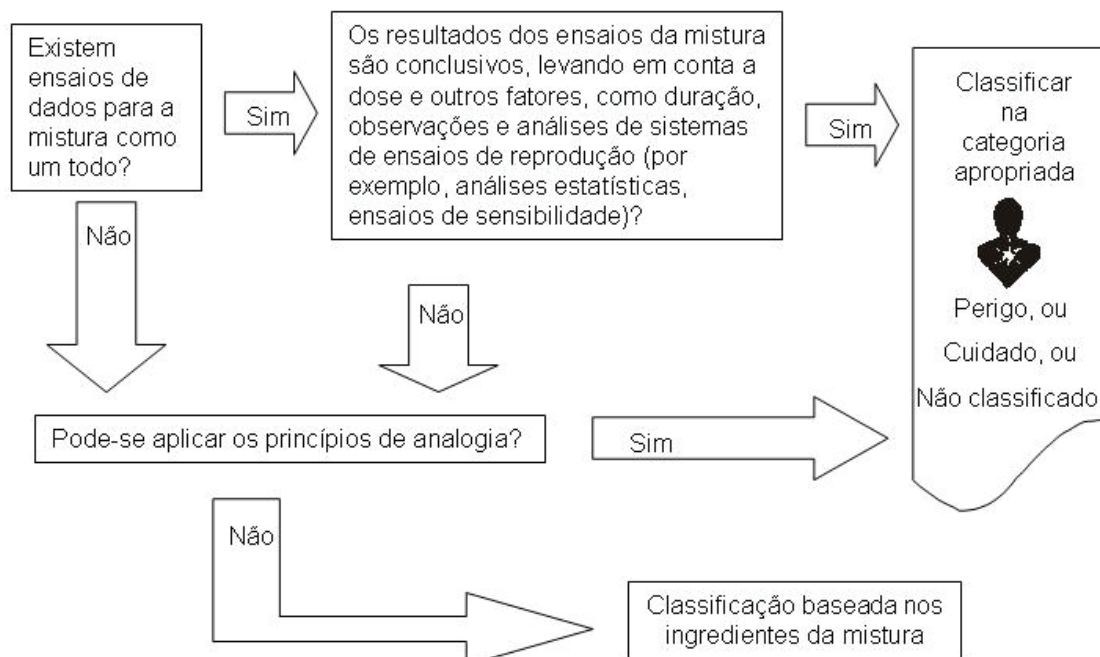 Existem
ensaios de
dados para a
mistura como
um todo?
Sim
Os resultados dos ensaios da mistura
são conclusivos, levando em conta a
dose e outros fatores, como duração,
observações e análises de sistemas
de ensaios de reprodução (por
exemplo, análises estatísticas,
ensaios de sensibilidade)?
Sim
Classificar
na
categoria
apropriada
Perigo, ou
Cuidado, ou
Não classificado
Não
Não
Pode-se aplicar os princípios de analogia?
Sim
Não
Classificação baseada nos
ingredientes da mistura